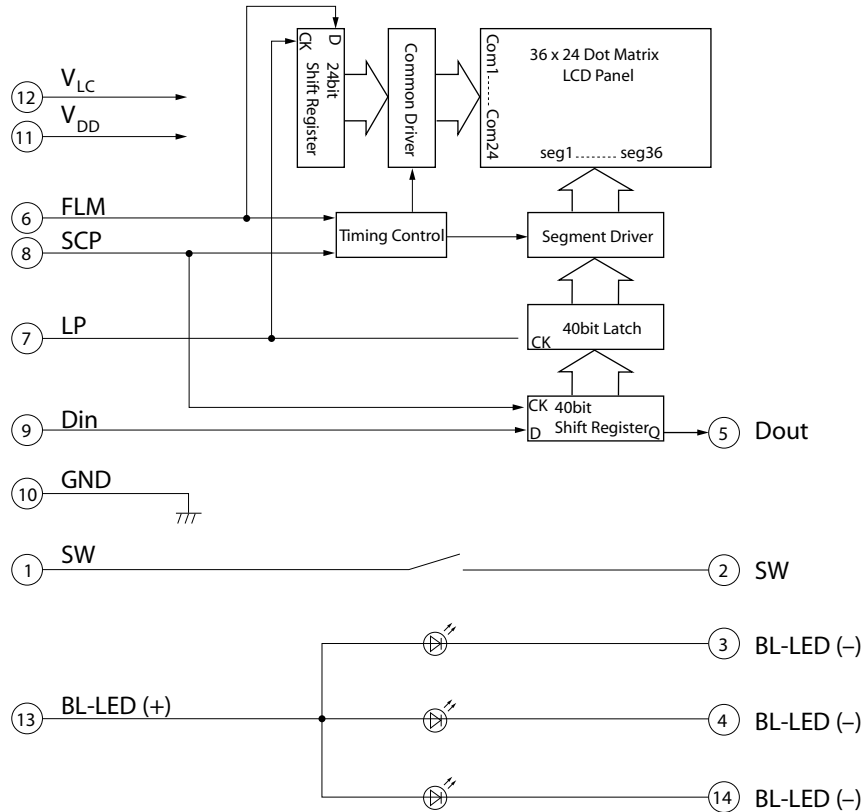 D
CK
24bit
Shift Register
Common Driver
Com1 ...... Com24
36 x 24 Dot Matrix
LCD Panel
seg1 ........ seg36
12
VLC
11
VDD
6
FLM
8
SCP
Timing Control
Segment Driver
7
LP
40bit Latch
CK
9
Din
CK 40bit
D Shift Register Q
5 Dout
10
GND
1
SW
2 SW
3 BL-LED (–)
13
BL-LED (+)
4 BL-LED (–)
14 BL-LED (–)